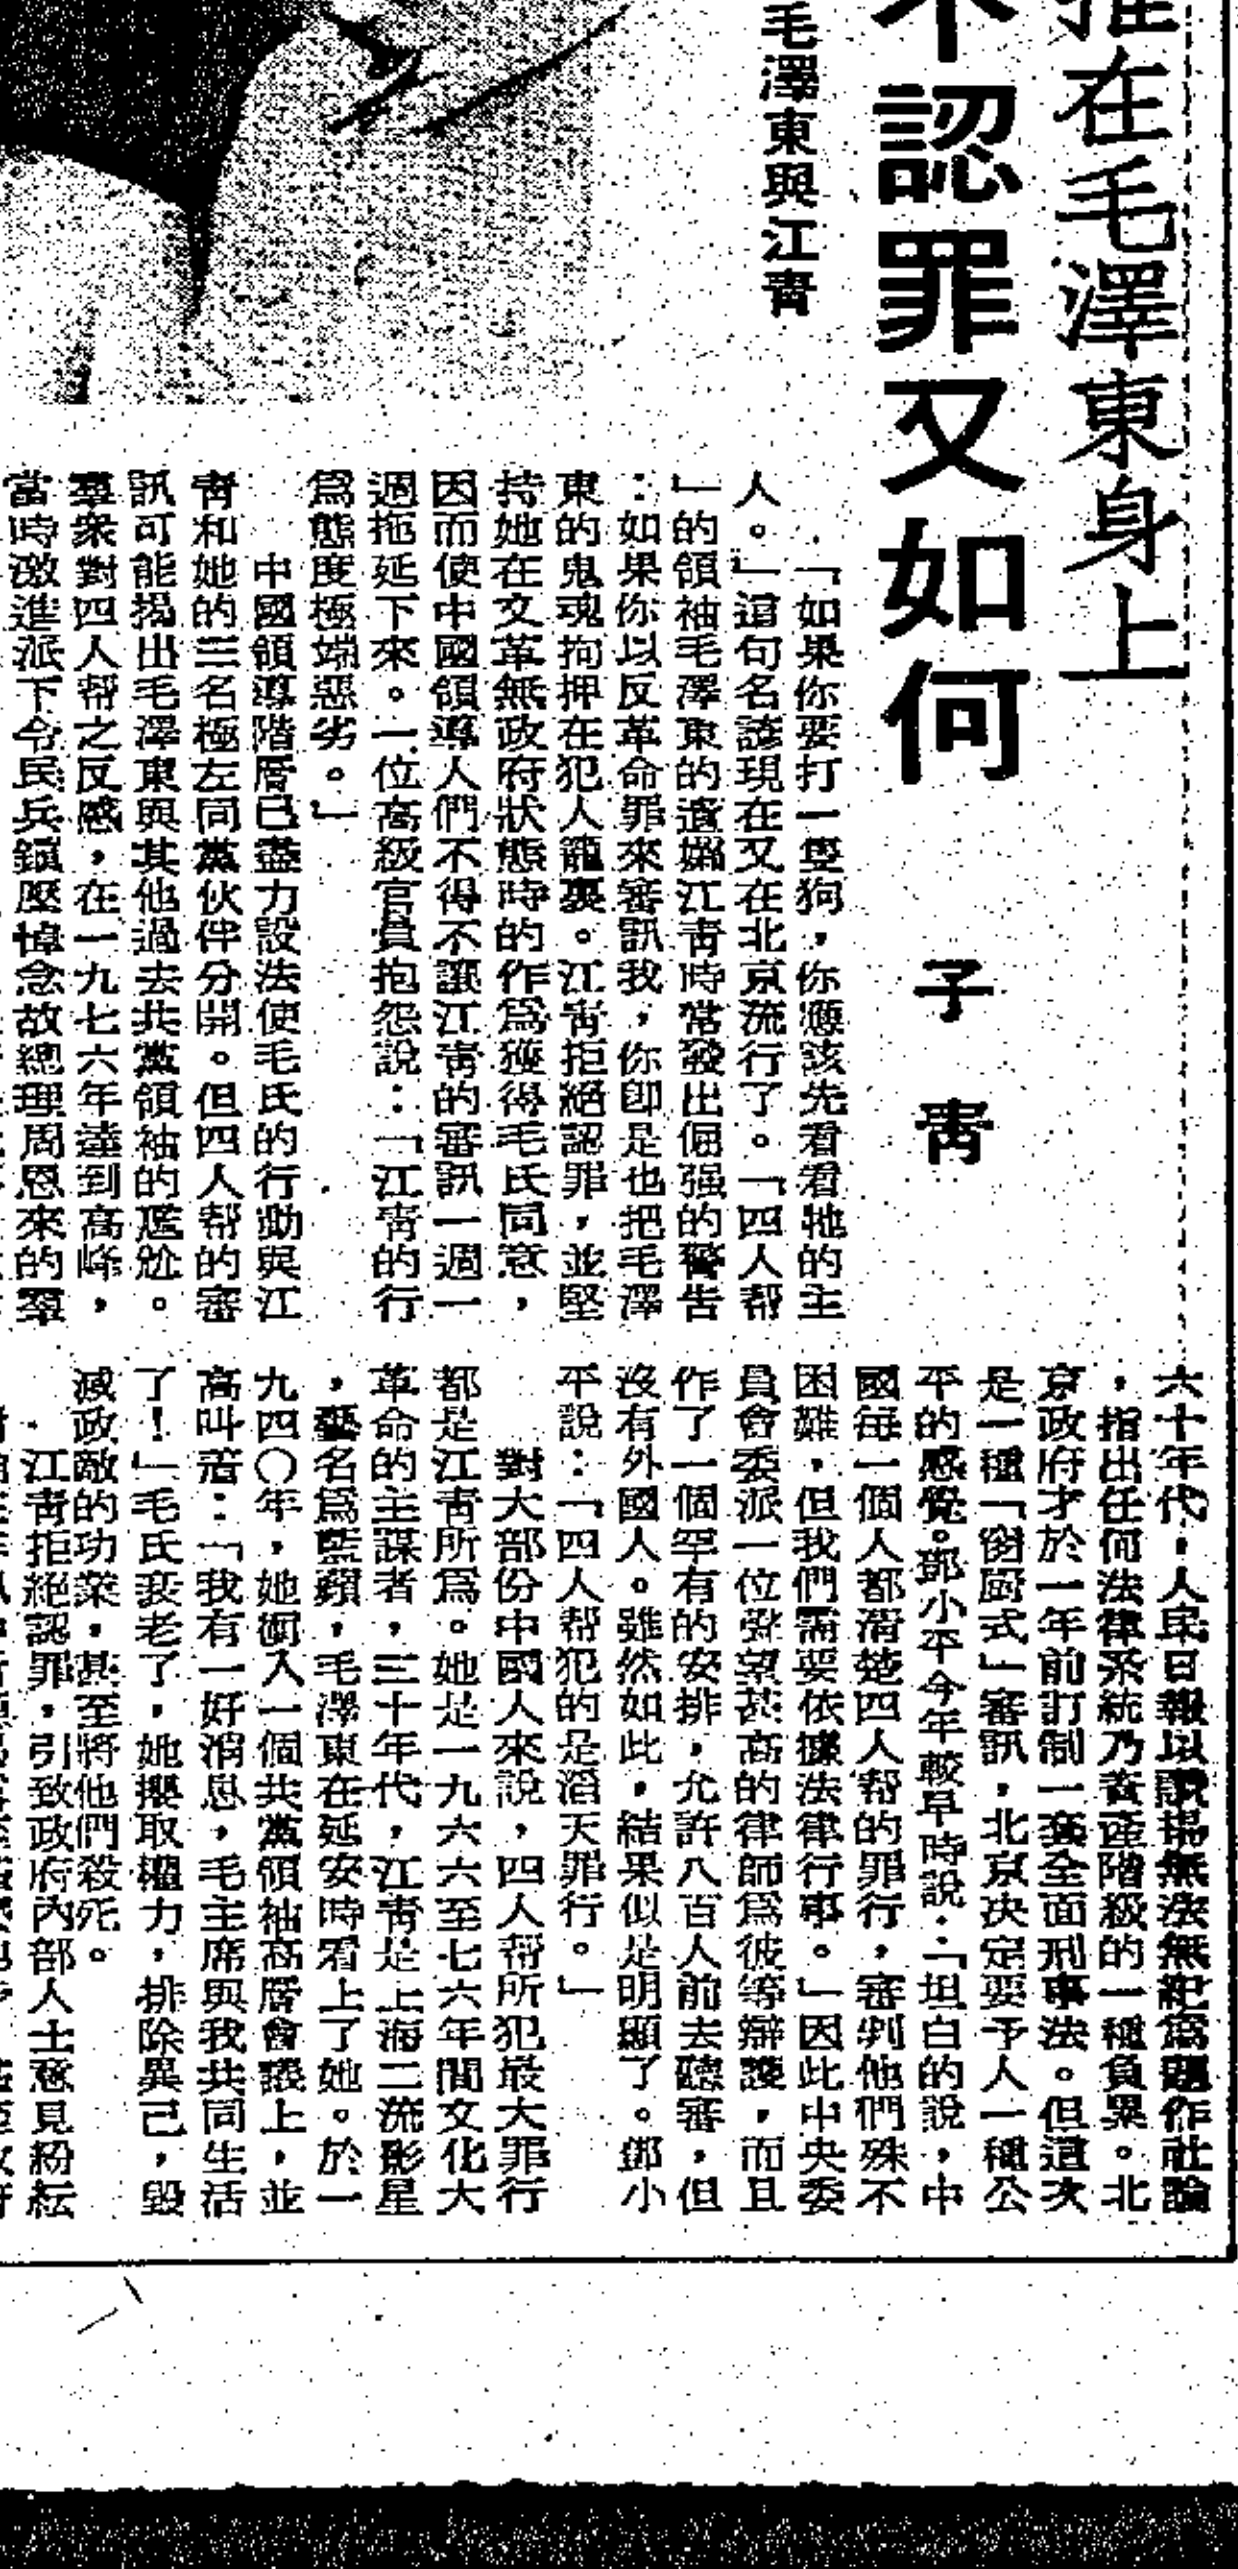 推在毛澤東身上
不認罪又如何
子青
毛澤東與江青
「如果你要打一隻狗，你應該先看看牠的主
人。」這句名諺現在又在北京流行了。「四人幫
」的領袖毛澤東的遺孀江青時常發出倔强的警告
：如果你以反革命罪來審訊我，你卽是也把毛澤
東的鬼魂拘押在犯人籠裏。江青拒絕認罪，並堅
持她在文革無政府狀態時的作爲獲得毛氏同意，
因而使中國領導人們不得不讓江青的審訊一週一
週拖延下來。一位高級官員抱怨說：「江青的行
爲態度極端惡劣。」
中國領導階層已盡力設法使毛氏的行動與江
青和她的三名極左同黨伙伴分開。但四人幫的審
訊可能揭出毛澤東與其他過去共黨領袖的尷尬。
羣衆對四人幫之反感，在一九七六年達到高峰，
當時激進派下令民兵鎭壓悼念故總理周恩來的羣
六十年代，人民日報以讚揚無法無紀爲題作社論
，指出任何法律系統乃資產階級的一種負累。北
京政府才於一年前訂制一套全面刑事法。但這次
是一種「櫥厨式」審訊，北京決定要予人一種公
平的感覺。鄧小平今年較早時說：「坦白的說，中
國每一個人都淸楚四人幫的罪行，審判他們殊不
困難，但我們需要依據法律行事。」因此中央委
員會委派一位聲望甚高的律師爲彼等辯護，而且
作了一個罕有的安排，允許八百人前去聽審，但
沒有外國人。雖然如此，結果似是明顯了。鄧小
平說：「四人幫犯的是滔天罪行。」
對大部份中國人來說，四人幫所犯最大罪行
都是江青所爲。她是一九六六至七六年間文化大
革命的主謀者，三十年代，江青是上海二流影星
，藝名爲藍蘋，毛澤東在延安時看上了她。於一
九四〇年，她衝入一個共黨領袖高層會議上，並
高叫着：「我有一好消息，毛主席與我共同生活
了！」毛氏衰老了，她攫取權力，排除異己，毀
滅政敵的功業，甚至將他們殺死。
江青拒絕認罪，引致政府內部人士意見紛紜